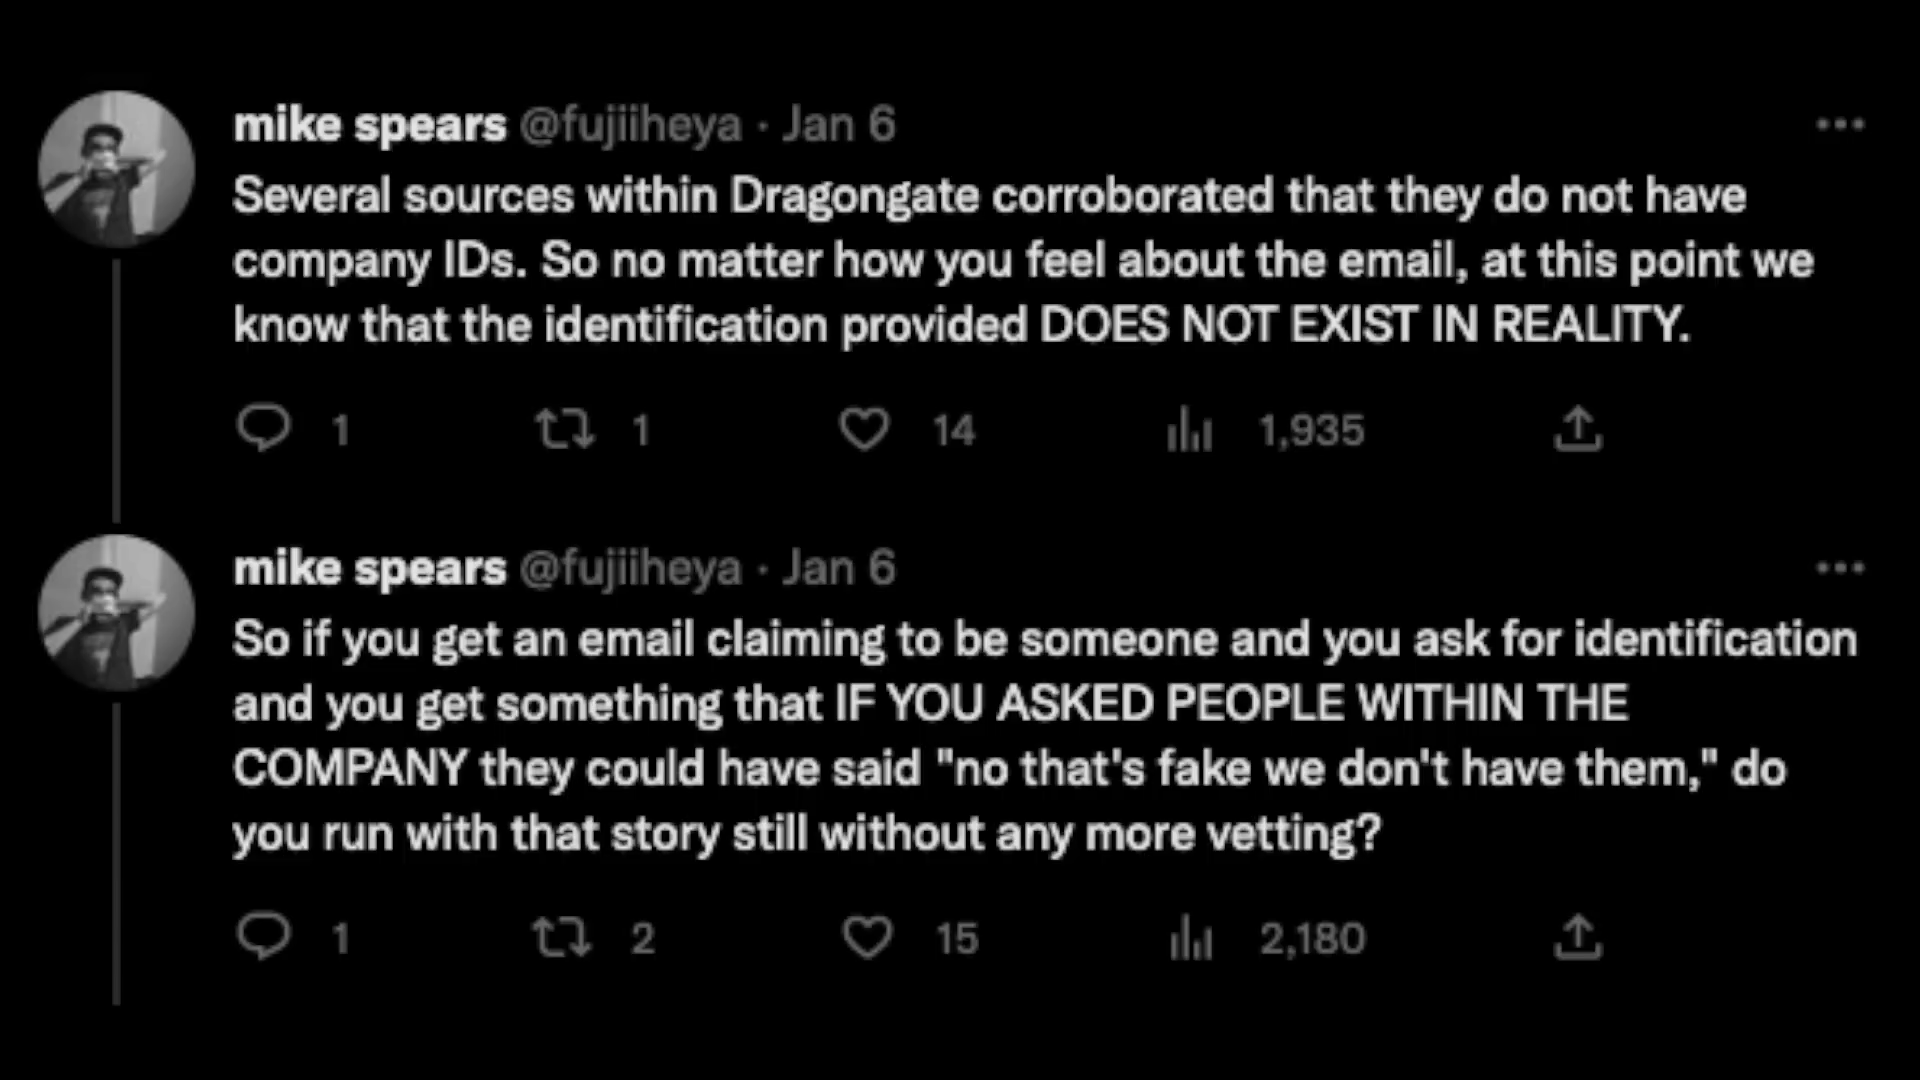 mike spears @fujiiheya · Jan 6
Several sources within Dragongate corroborated that they do not have
company IDs. So no matter how you feel about the email, at this point we
know that the identification provided DOES NOT EXIST IN REALITY.
1 1 14 1,935
mike spears @fujiiheya · Jan 6
So if you get an email claiming to be someone and you ask for identification
and you get something that IF YOU ASKED PEOPLE WITHIN THE
COMPANY they could have said "no that's fake we don't have them," do
you run with that story still without any more vetting?
1 2 15 2,180